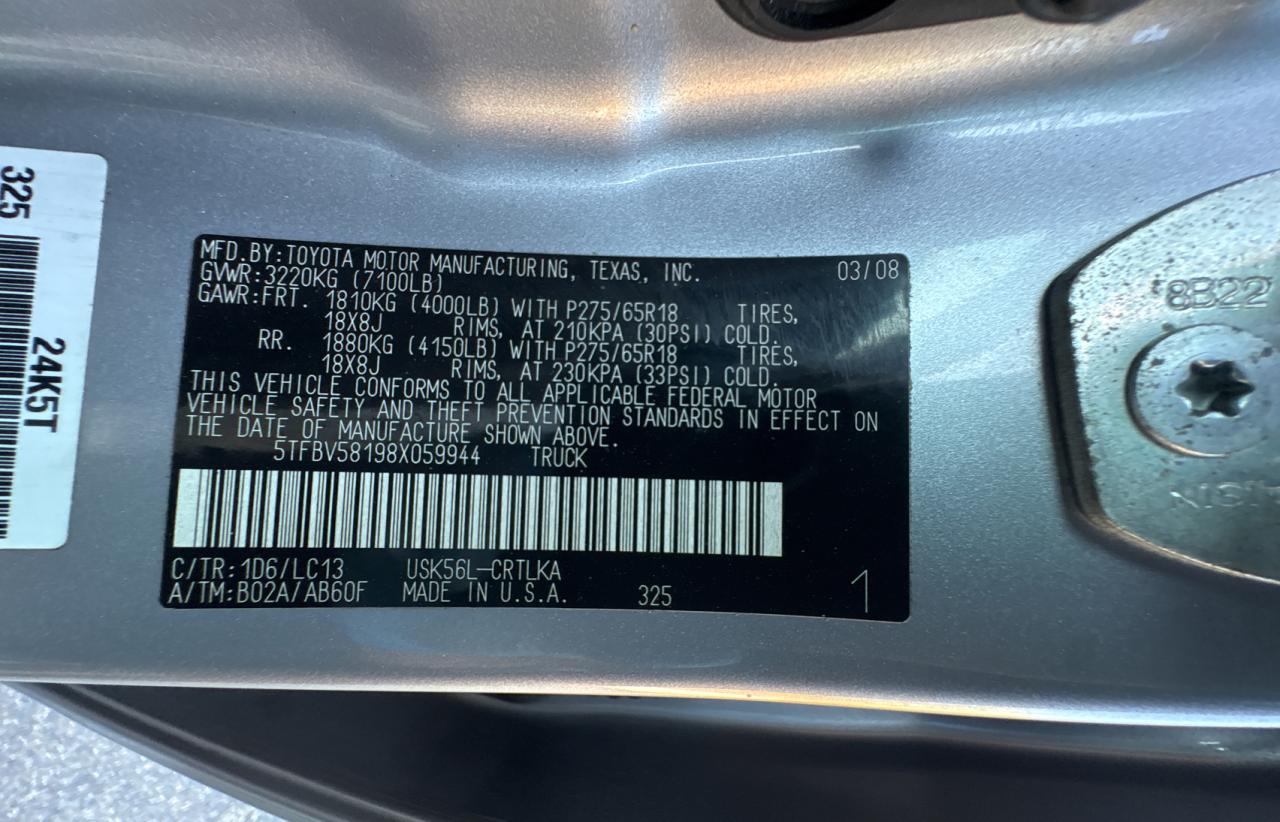 MFD.BY:TOYOTA MOTOR MANUFACTURING, TEXAS, INC. 03/08
GVWR:3220KG (7100LB)
GAWR:FRT. 1810KG (4000LB) WITH P275/65R18 TIRES,
18X8J RIMS, AT 210KPA (30PSI) COLD.
RR. 1880KG (4150LB) WITH P275/65R18 TIRES,
18X8J RIMS, AT 230KPA (33PSI) COLD.
THIS VEHICLE CONFORMS TO ALL APPLICABLE FEDERAL MOTOR
VEHICLE SAFETY AND THEFT PREVENTION STANDARDS IN EFFECT ON
THE DATE OF MANUFACTURE SHOWN ABOVE.
5TFBV58198X059944 TRUCK
C/TR:1D6/LC13 USK56L-CRTLKA
A/TM:B02A/AB60F MADE IN U.S.A. 325 1
325
24K5T
8B22